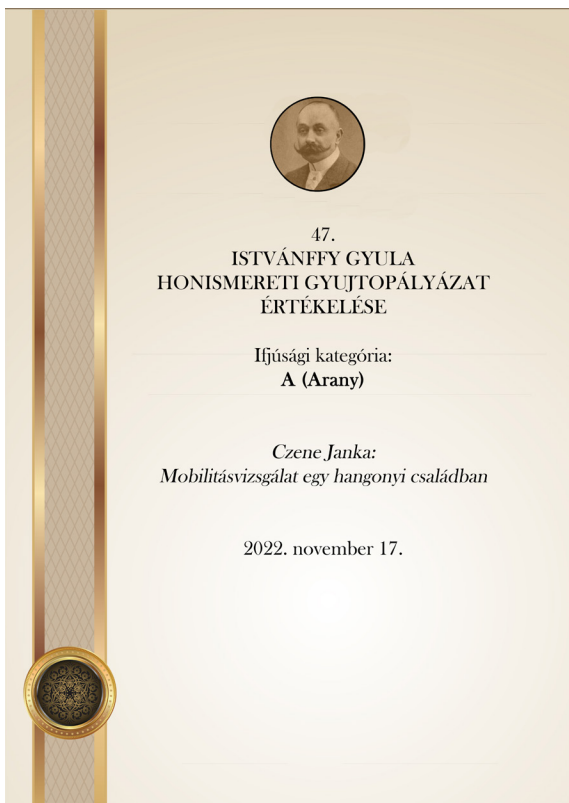 47.
ISTVÁNFFY GYULA
HONISMERETI GYUJTOPÁLYÁZAT
ÉRTÉKELÉSE
Ifjúsági kategória:
A (Arany)
Czene Janka:
Mobilitásvizsgálat egy hangonyi családban
2022. november 17.